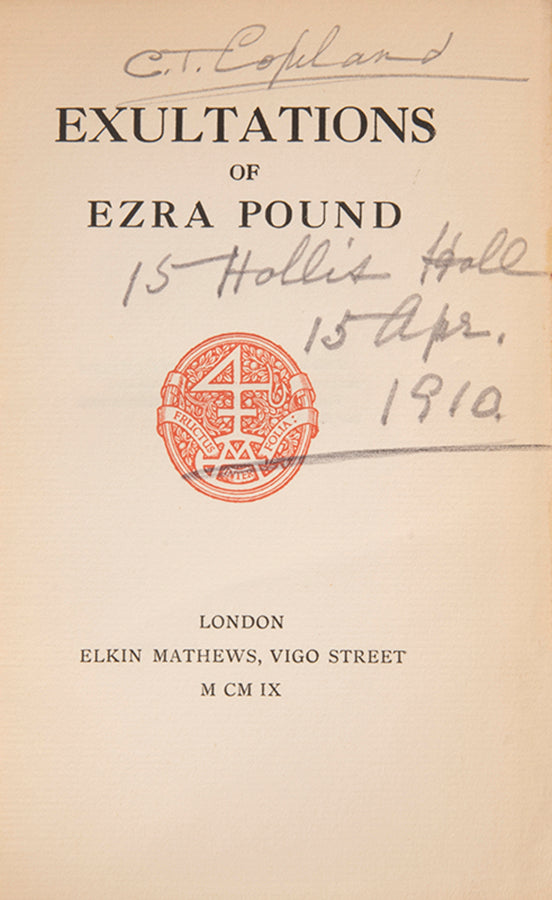 C.T. Copeland
EXULTATIONS
OF
EZRA POUND
15 Hollis Hall
15 Apr.
1910.
FRUCTUS INTER FOLIA:
LONDON
ELKIN MATHEWS, VIGO STREET
M CM IX